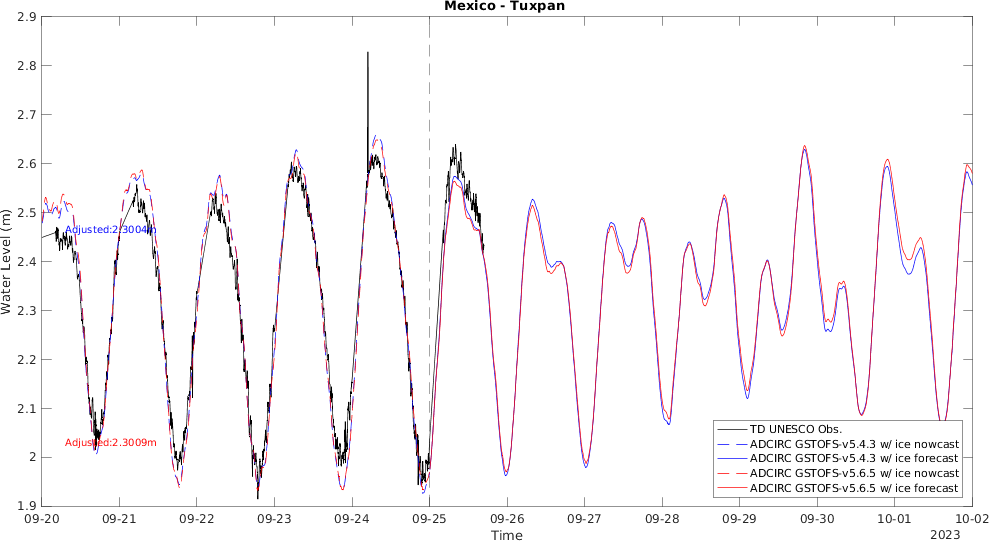 Mexico - Tuxpan
2.9
2.8
2.7
2.6
2.5
2.4
2.3
2.2
2.1
2
1.9
Water Level (m)
Adjusted:2.3004m
Adjusted:2.3009m
TD UNESCO Obs.
ADCIRC GSTOFS-v5.4.3 w/ ice nowcast
ADCIRC GSTOFS-v5.4.3 w/ ice forecast
ADCIRC GSTOFS-v5.6.5 w/ ice nowcast
ADCIRC GSTOFS-v5.6.5 w/ ice forecast
09-20 09-21 09-22 09-23 09-24 09-25 09-26 09-27 09-28 09-29 09-30 10-01 10-02
Time
2023